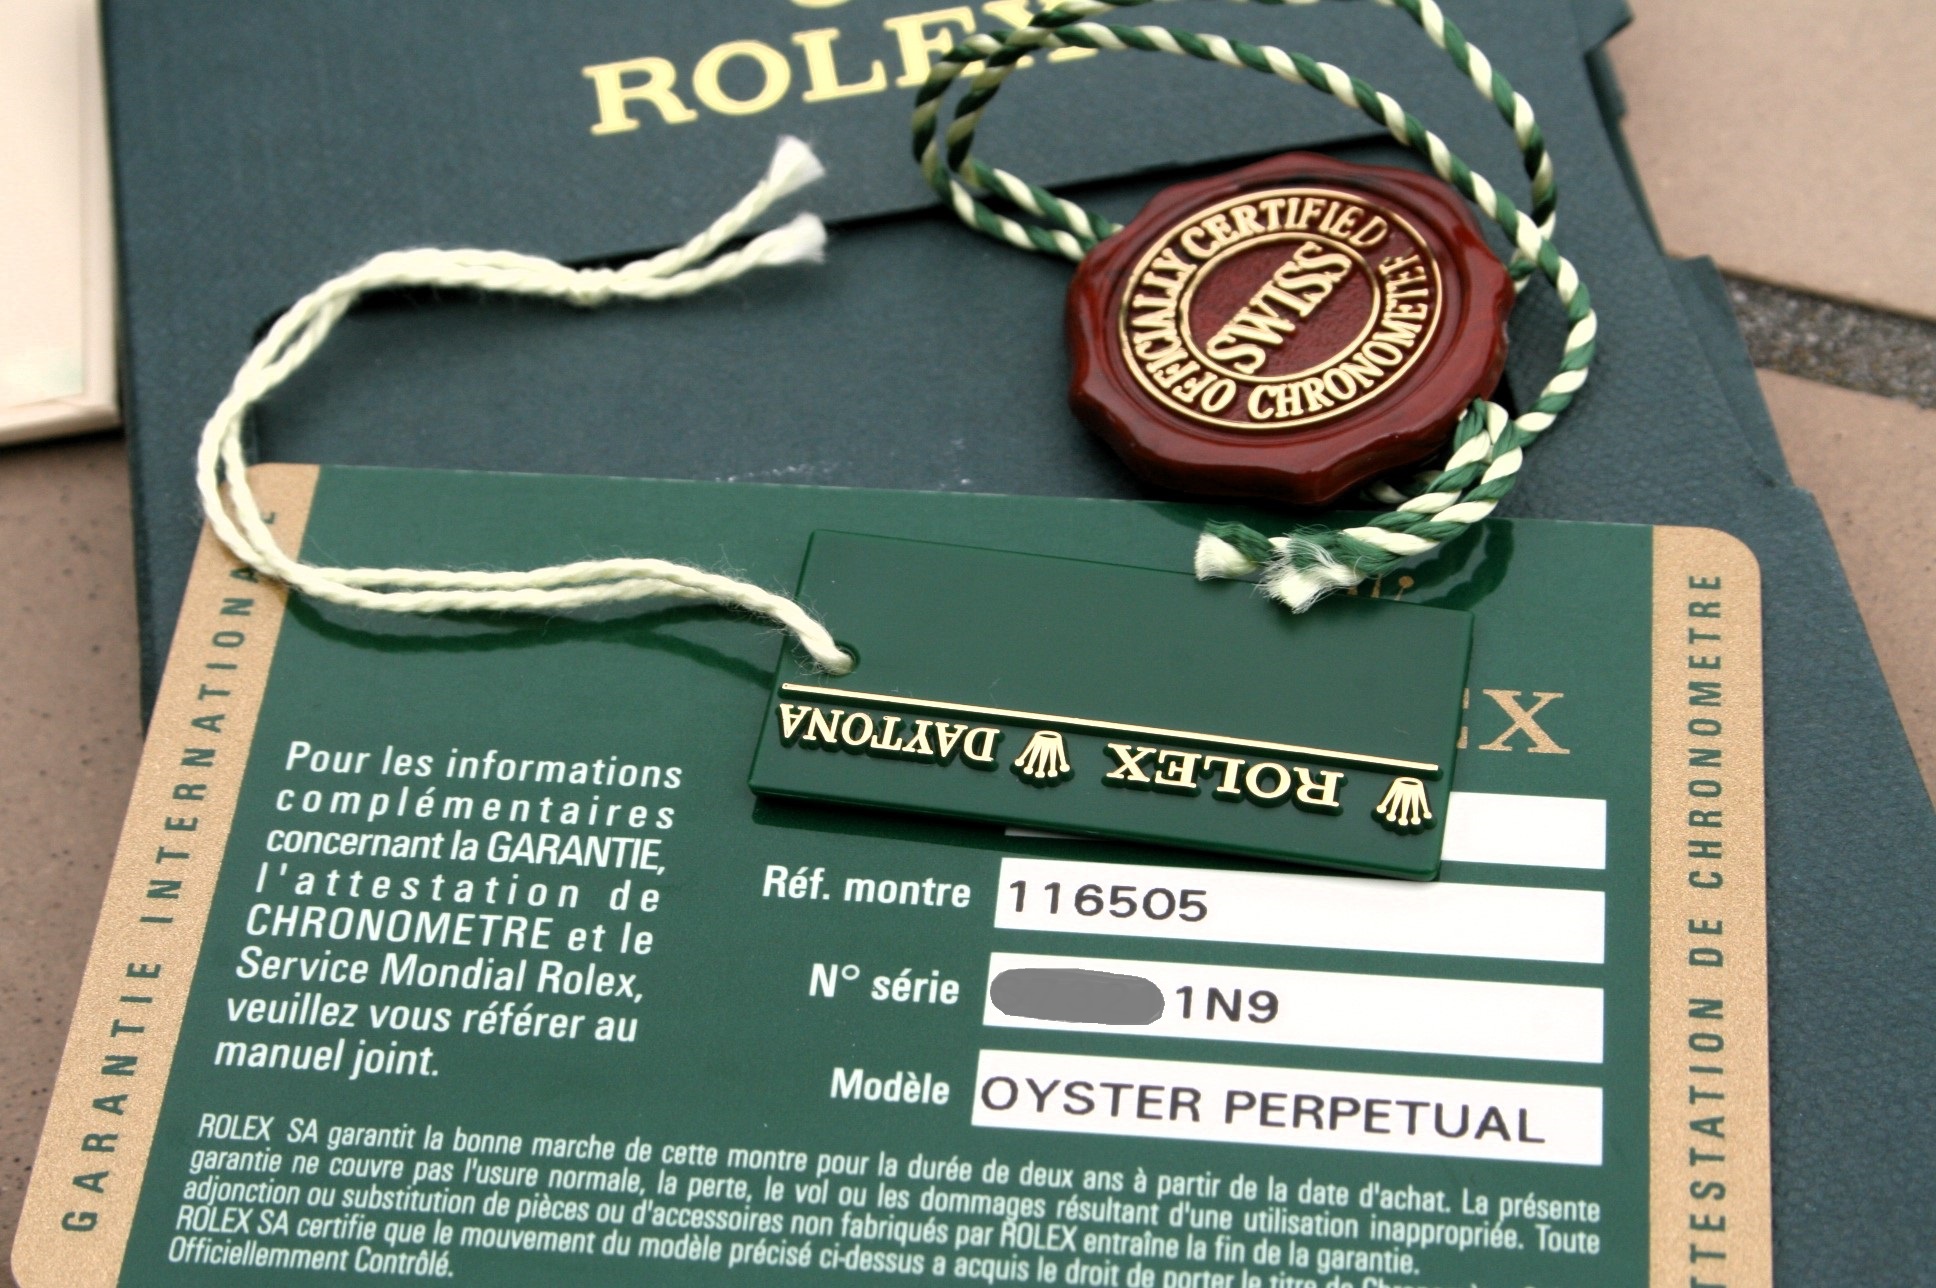 ROLEX
OFFICIALLY CERTIFIED
SWISS
CHRONOMETER
ROLEX DAYTONA
EX
GARANTIE INTERNATIONALE
Pour les informations
complémentaires
concernant la GARANTIE,
l'attestation de
CHRONOMETRE et le
Service Mondial Rolex,
veuillez vous référer au
manuel joint.
Réf. montre 116505
N° série 1N9
Modèle OYSTER PERPETUAL
ROLEX SA garantit la bonne marche de cette montre pour la durée de deux ans à partir de la date d'achat. La présente
garantie ne couvre pas l'usure normale, la perte, le vol ou les dommages résultant d'une utilisation inappropriée. Toute
adjonction ou substitution de pièces ou d'accessoires non fabriqués par ROLEX entraîne la fin de la garantie.
ROLEX SA certifie que le mouvement du modèle précisé ci-dessus a acquis le droit de porter le titre de
Officiellemment Contrôlé.
TTESTATION DE CHRONOMETRE